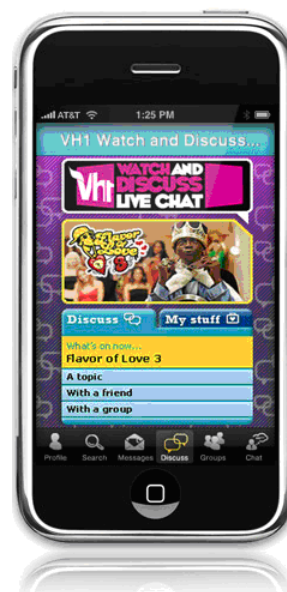 AT&T 1:25 PM
VH1 Watch and Discuss...
Vh1 WATCH AND
DISCUSS
LIVE CHAT
Flavor of Love 3
Discuss My stuff
What's on now...
Flavor of Love 3
A topic
With a friend
With a group
Profile Search Messages Discuss Groups Chat